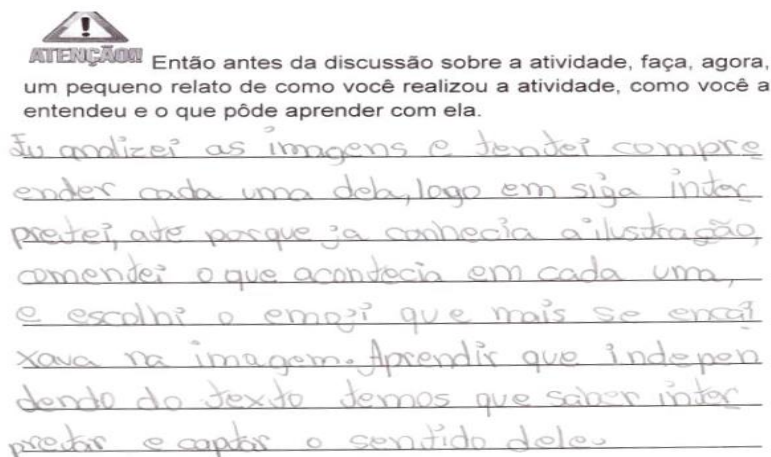 ATENÇÃO!! Então antes da discussão sobre a atividade, faça, agora,
um pequeno relato de como você realizou a atividade, como você a
entendeu e o que pôde aprender com ela.
Eu analizei as imagens e tentei compre
ender cada uma dela, logo em siga inter
pretei, até porque ja conhecia a ilustração,
comentei o que acontecia em cada uma,
e escolhi o emoji que mais se encai
xava na imagem. Aprendir que indepen
dendo do texto temos que saber inter
pretar e captar o sentido dele.